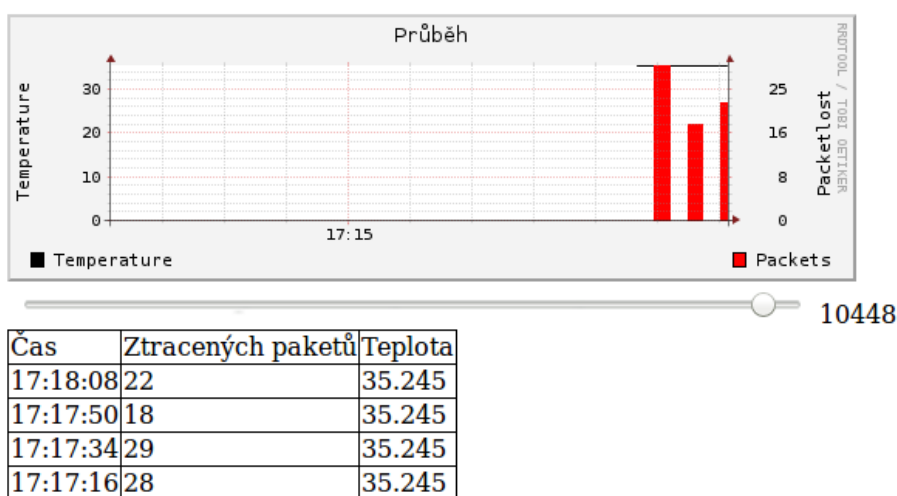 Průběh
RRDTOOL / TOBI OETIKER
Temperature
30
20
10
0
17:15
25
16
8
0
Packetlost
Temperature
Packets
10448
Čas Ztracených paketů Teplota
17:18:08 22 35.245
17:17:50 18 35.245
17:17:34 29 35.245
17:17:16 28 35.245